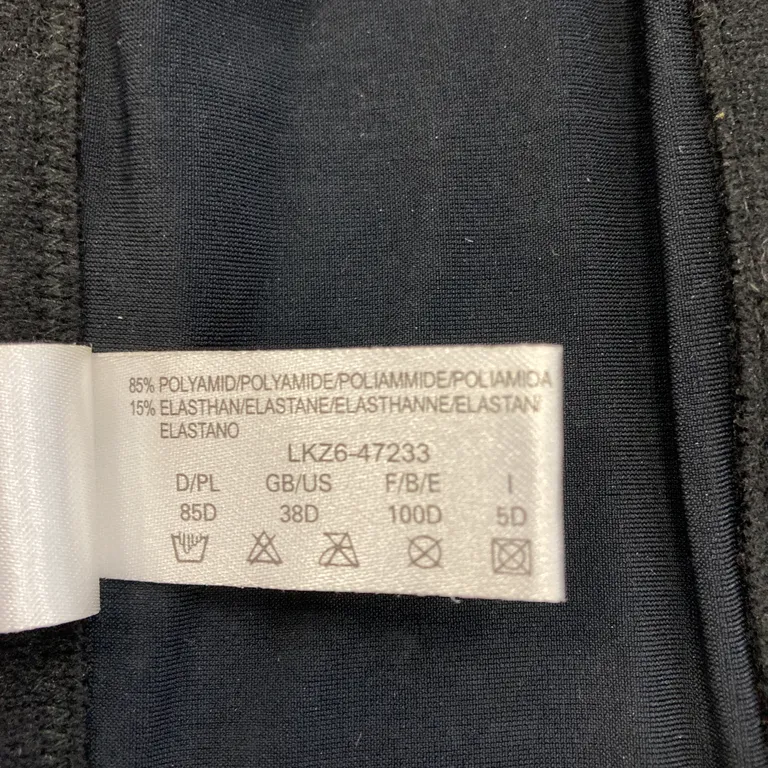 85% POLYAMID/POLYAMIDE/POLIAMMIDE/POLIAMIDA
15% ELASTHAN/ELASTANE/ELASTHANNE/ELASTAN/
ELASTANO
LKZ6-47233
D/PL GB/US F/B/E I
85D 38D 100D 5D